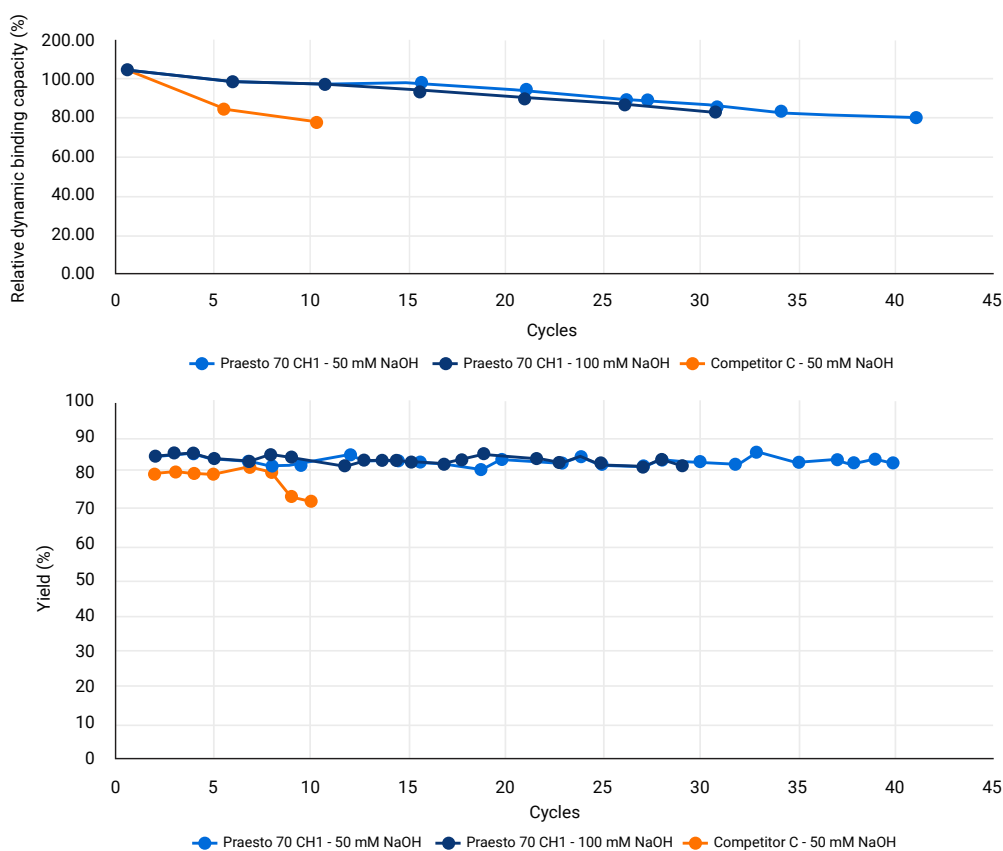 Relative dynamic binding capacity (%)
200.00
100.00
80.00
60.00
40.00
20.00
0.00
0 5 10 15 20 25 30 35 40 45
Cycles
Praesto 70 CH1 - 50 mM NaOH Praesto 70 CH1 - 100 mM NaOH Competitor C - 50 mM NaOH
Yield (%)
100
90
80
70
60
50
40
30
20
10
0
0 5 10 15 20 25 30 35 40 45
Cycles
Praesto 70 CH1 - 50 mM NaOH Praesto 70 CH1 - 100 mM NaOH Competitor C - 50 mM NaOH